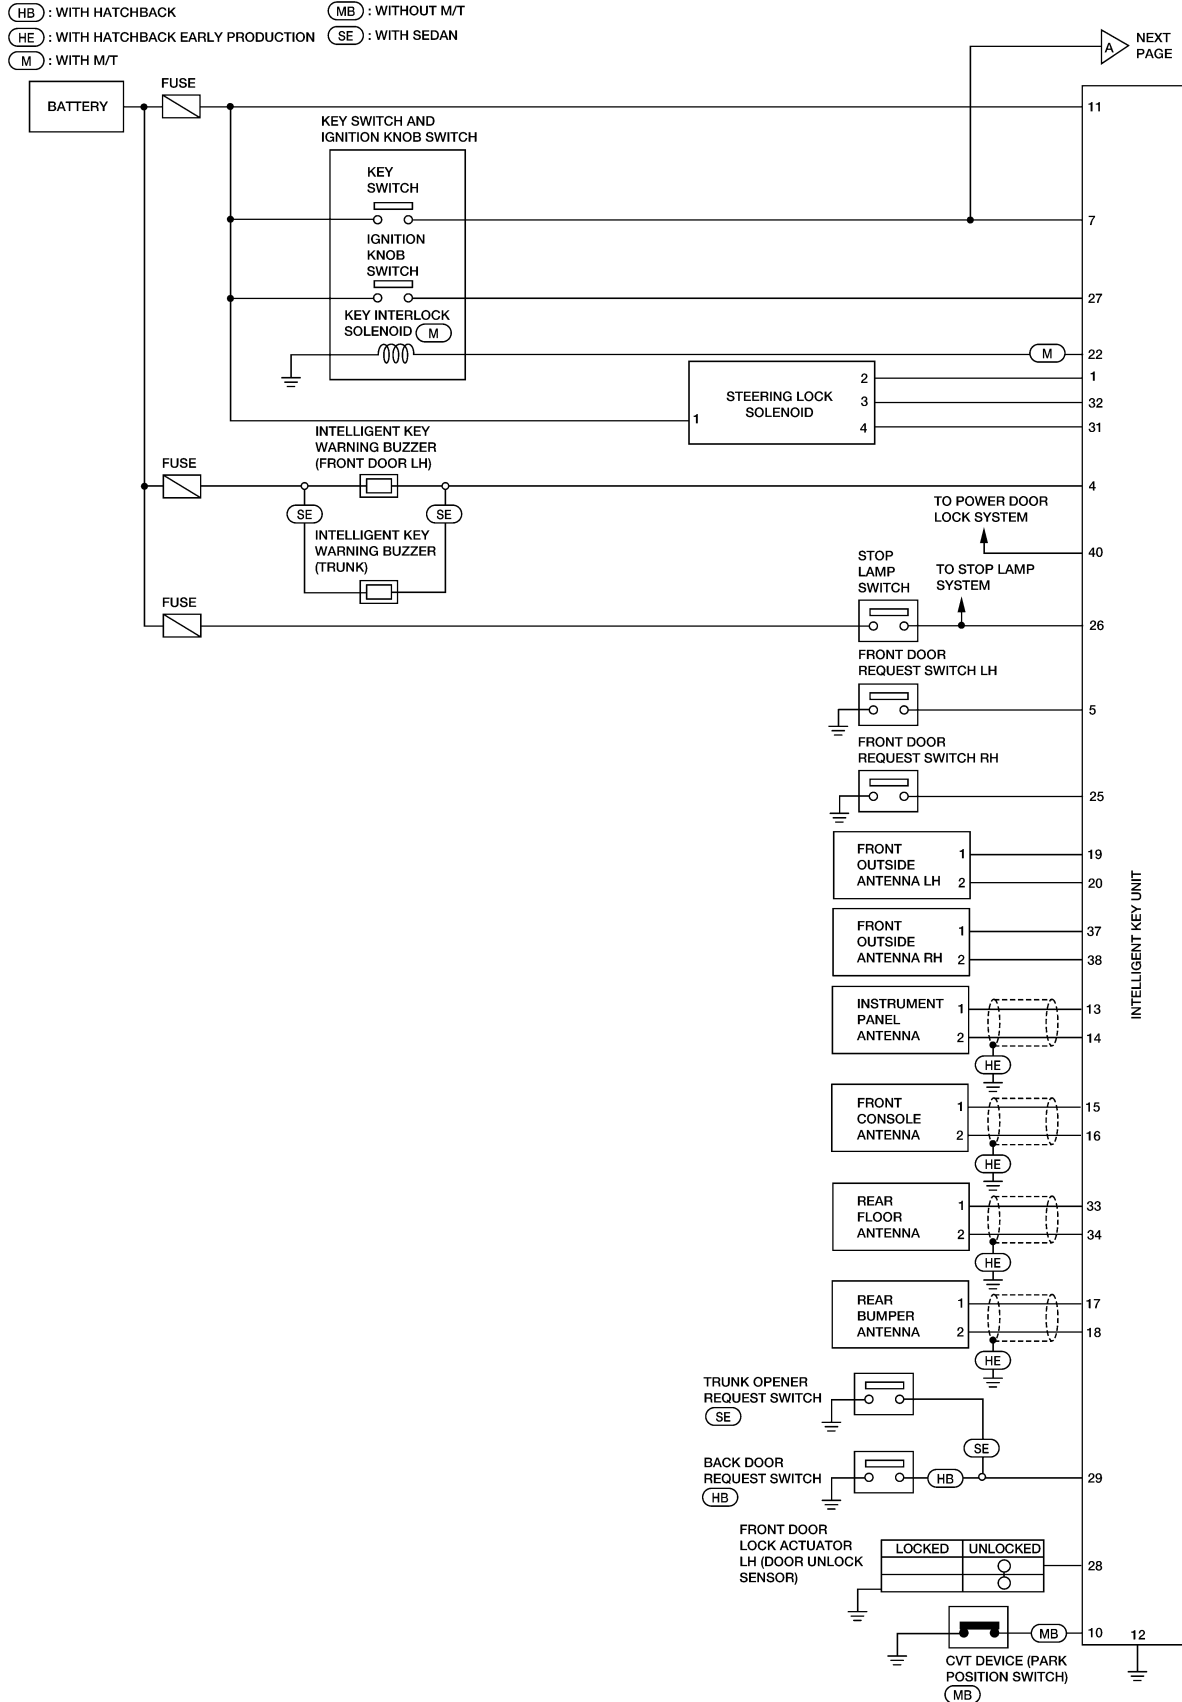 HB : WITH HATCHBACK
MB : WITHOUT M/T
HE : WITH HATCHBACK EARLY PRODUCTION
SE : WITH SEDAN
M : WITH M/T
A
NEXT
PAGE
BATTERY
FUSE
11
KEY SWITCH AND
IGNITION KNOB SWITCH
KEY
SWITCH
7
IGNITION
KNOB
SWITCH
27
KEY INTERLOCK
SOLENOID M
M
22
STEERING LOCK
SOLENOID
1
2
3
4
1
32
31
INTELLIGENT KEY
WARNING BUZZER
(FRONT DOOR LH)
FUSE
4
SE
SE
INTELLIGENT KEY
WARNING BUZZER
(TRUNK)
TO POWER DOOR
LOCK SYSTEM
40
STOP
LAMP
SWITCH
TO STOP LAMP
SYSTEM
FUSE
26
FRONT DOOR
REQUEST SWITCH LH
5
FRONT DOOR
REQUEST SWITCH RH
25
FRONT
OUTSIDE
ANTENNA LH
1
2
19
20
FRONT
OUTSIDE
ANTENNA RH
1
2
37
38
INTELLIGENT KEY UNIT
INSTRUMENT
PANEL
ANTENNA
1
2
13
14
HE
FRONT
CONSOLE
ANTENNA
1
2
15
16
HE
REAR
FLOOR
ANTENNA
1
2
33
34
HE
REAR
BUMPER
ANTENNA
1
2
17
18
HE
TRUNK OPENER
REQUEST SWITCH
SE
SE
BACK DOOR
REQUEST SWITCH
HB
HB
29
FRONT DOOR
LOCK ACTUATOR
LH (DOOR UNLOCK
SENSOR)
LOCKED
UNLOCKED
28
MB
10
12
CVT DEVICE (PARK
POSITION SWITCH)
MB